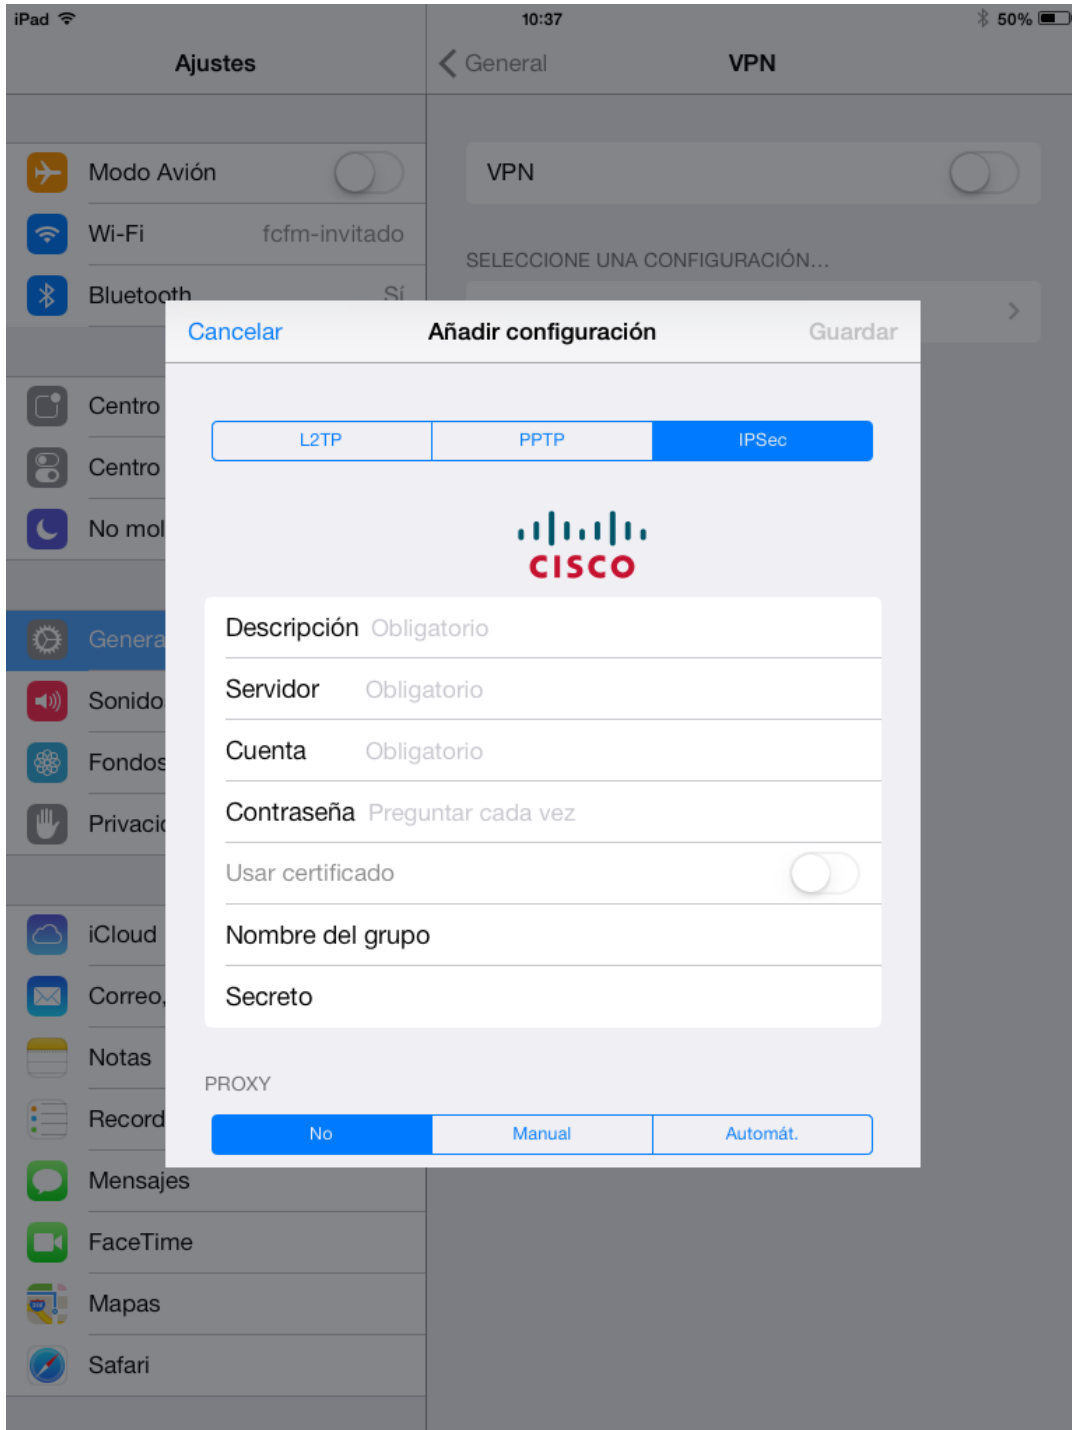 iPad 10:37 50%
Ajustes
General VPN
Modo Avión
Wi-Fi fcfm-invitado
Bluetooth Sí
Centro
Centro
No mol
Genera
Sonido
Fondos
Privacid
iCloud
Correo,
Notas
Record
Mensajes
FaceTime
Mapas
Safari
VPN
SELECCIONE UNA CONFIGURACIÓN...
Cancelar Añadir configuración Guardar
L2TP PPTP IPSec
CISCO
Descripción Obligatorio
Servidor Obligatorio
Cuenta Obligatorio
Contraseña Preguntar cada vez
Usar certificado
Nombre del grupo
Secreto
PROXY
No Manual Automát.